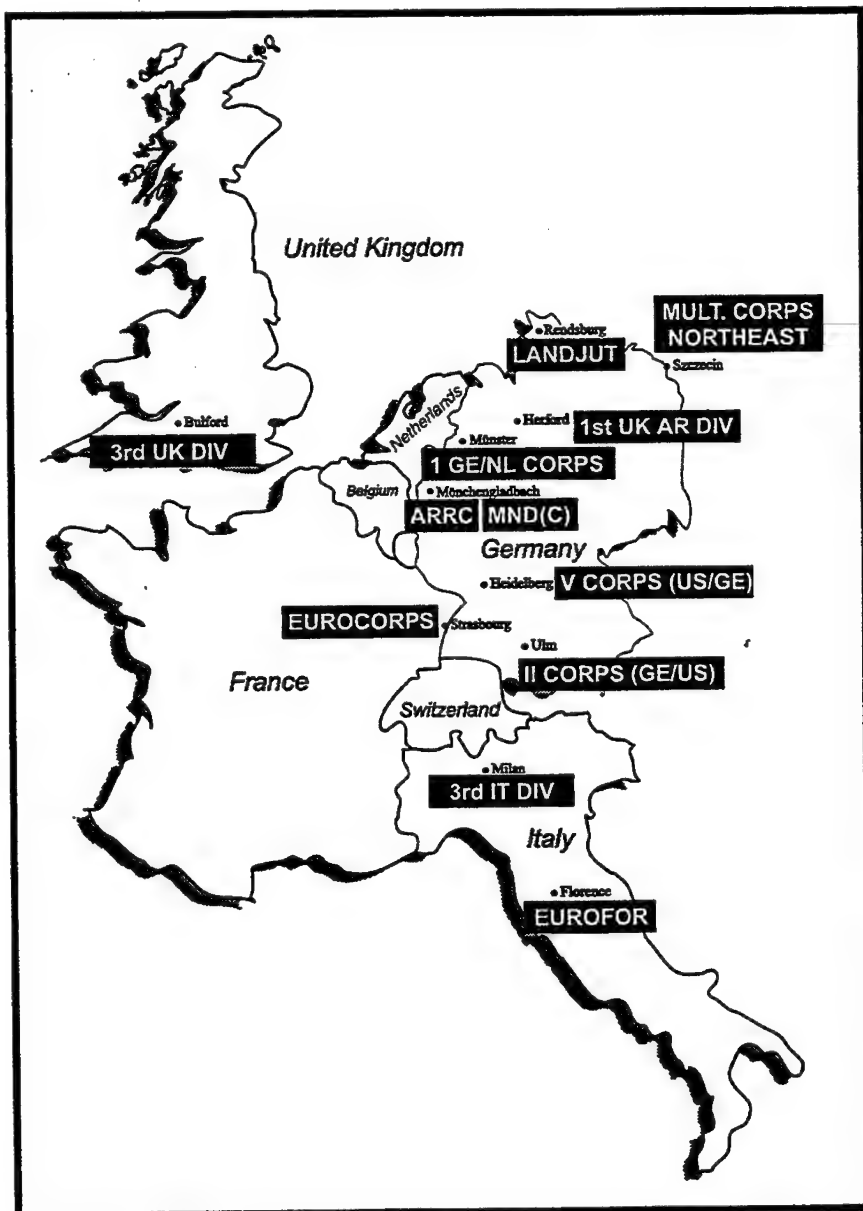 United Kingdom
MULT. CORPS
NORTHEAST
Rendsburg
LANDJUT
Szczecin
Netherlands
Bulford
Herford
1st UK AR DIV
3rd UK DIV
Münster
1 GE/NL CORPS
Belgium
Mönchengladbach
ARRC
MND(C)
Germany
Heidelberg
V CORPS (US/GE)
EUROCORPS
Strasbourg
Ulm
II CORPS (GE/US)
France
Switzerland
Milan
3rd IT DIV
Italy
Florence
EUROFOR